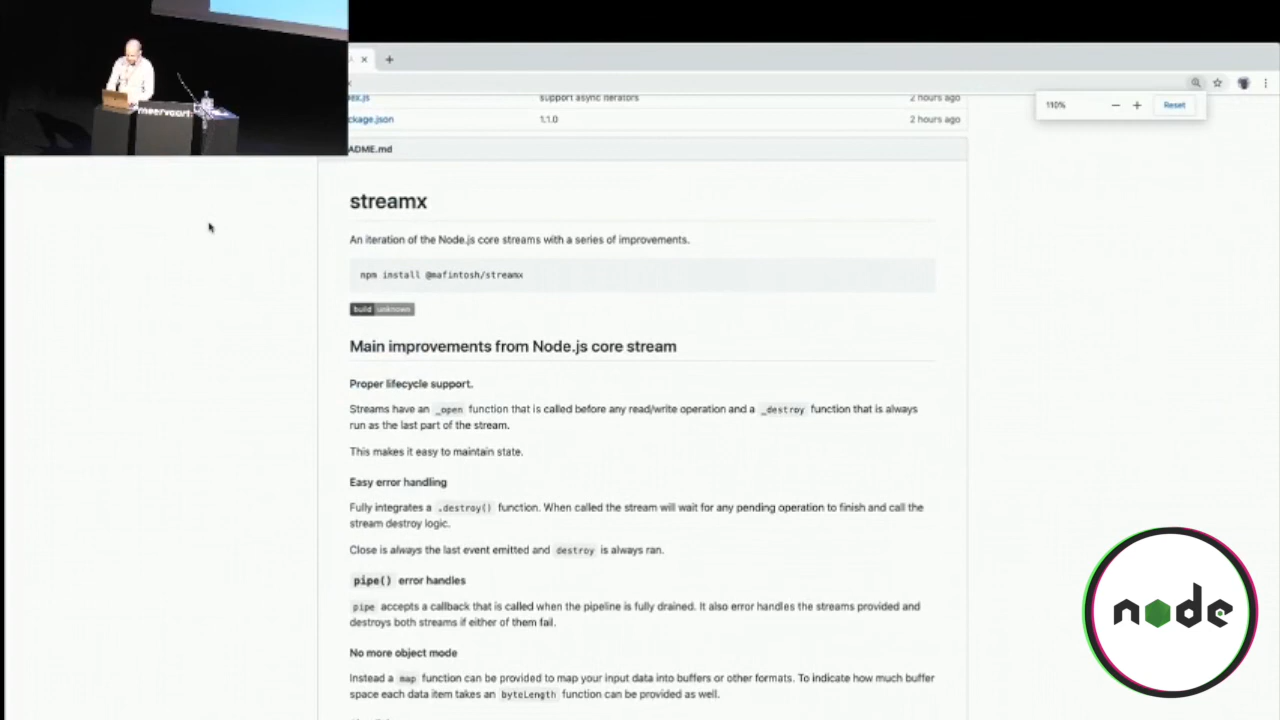 meervaart
support async iterators 2 hours ago
ckage.json 1.1.0 2 hours ago
110% − + Reset
ADME.md
streamx
An iteration of the Node.js core streams with a series of improvements.
npm install @mafintosh/streamx
build unknown
Main improvements from Node.js core stream
Proper lifecycle support.
Streams have an _open function that is called before any read/write operation and a _destroy function that is always
run as the last part of the stream.
This makes it easy to maintain state.
Easy error handling
Fully integrates a .destroy() function. When called the stream will wait for any pending operation to finish and call the
stream destroy logic.
Close is always the last event emitted and destroy is always ran.
pipe() error handles
pipe accepts a callback that is called when the pipeline is fully drained. It also error handles the streams provided and
destroys both streams if either of them fail.
No more object mode
Instead a map function can be provided to map your input data into buffers or other formats. To indicate how much buffer
space each data item takes an byteLength function can be provided as well.
node